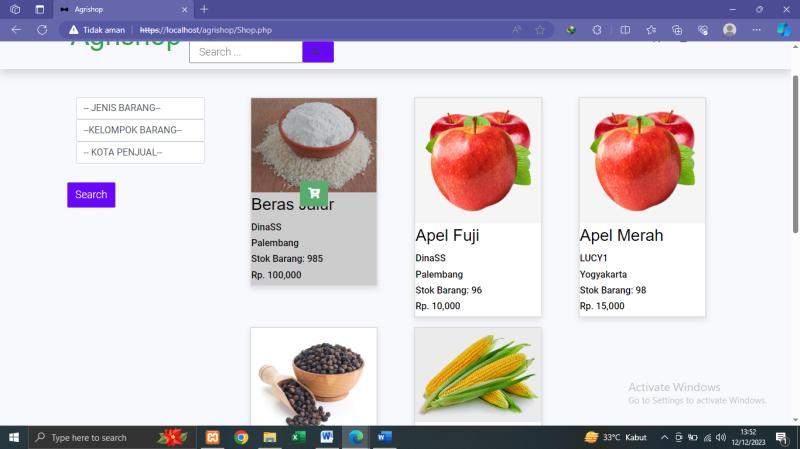 Agrishop
Tidak aman
https://localhost/agrishop/Shop.php
Agrishop
Search ...
-- JENIS BARANG--
--KELOMPOK BARANG--
-- KOTA PENJUAL--
Search
Beras Jalur
DinaSS
Palembang
Stok Barang: 985
Rp. 100,000
Apel Fuji
DinaSS
Palembang
Stok Barang: 96
Rp. 10,000
Apel Merah
LUCY1
Yogyakarta
Stok Barang: 98
Rp. 15,000
Activate Windows
Go to Settings to activate Windows.
Type here to search
33°C Kabut
13:52
12/12/2023